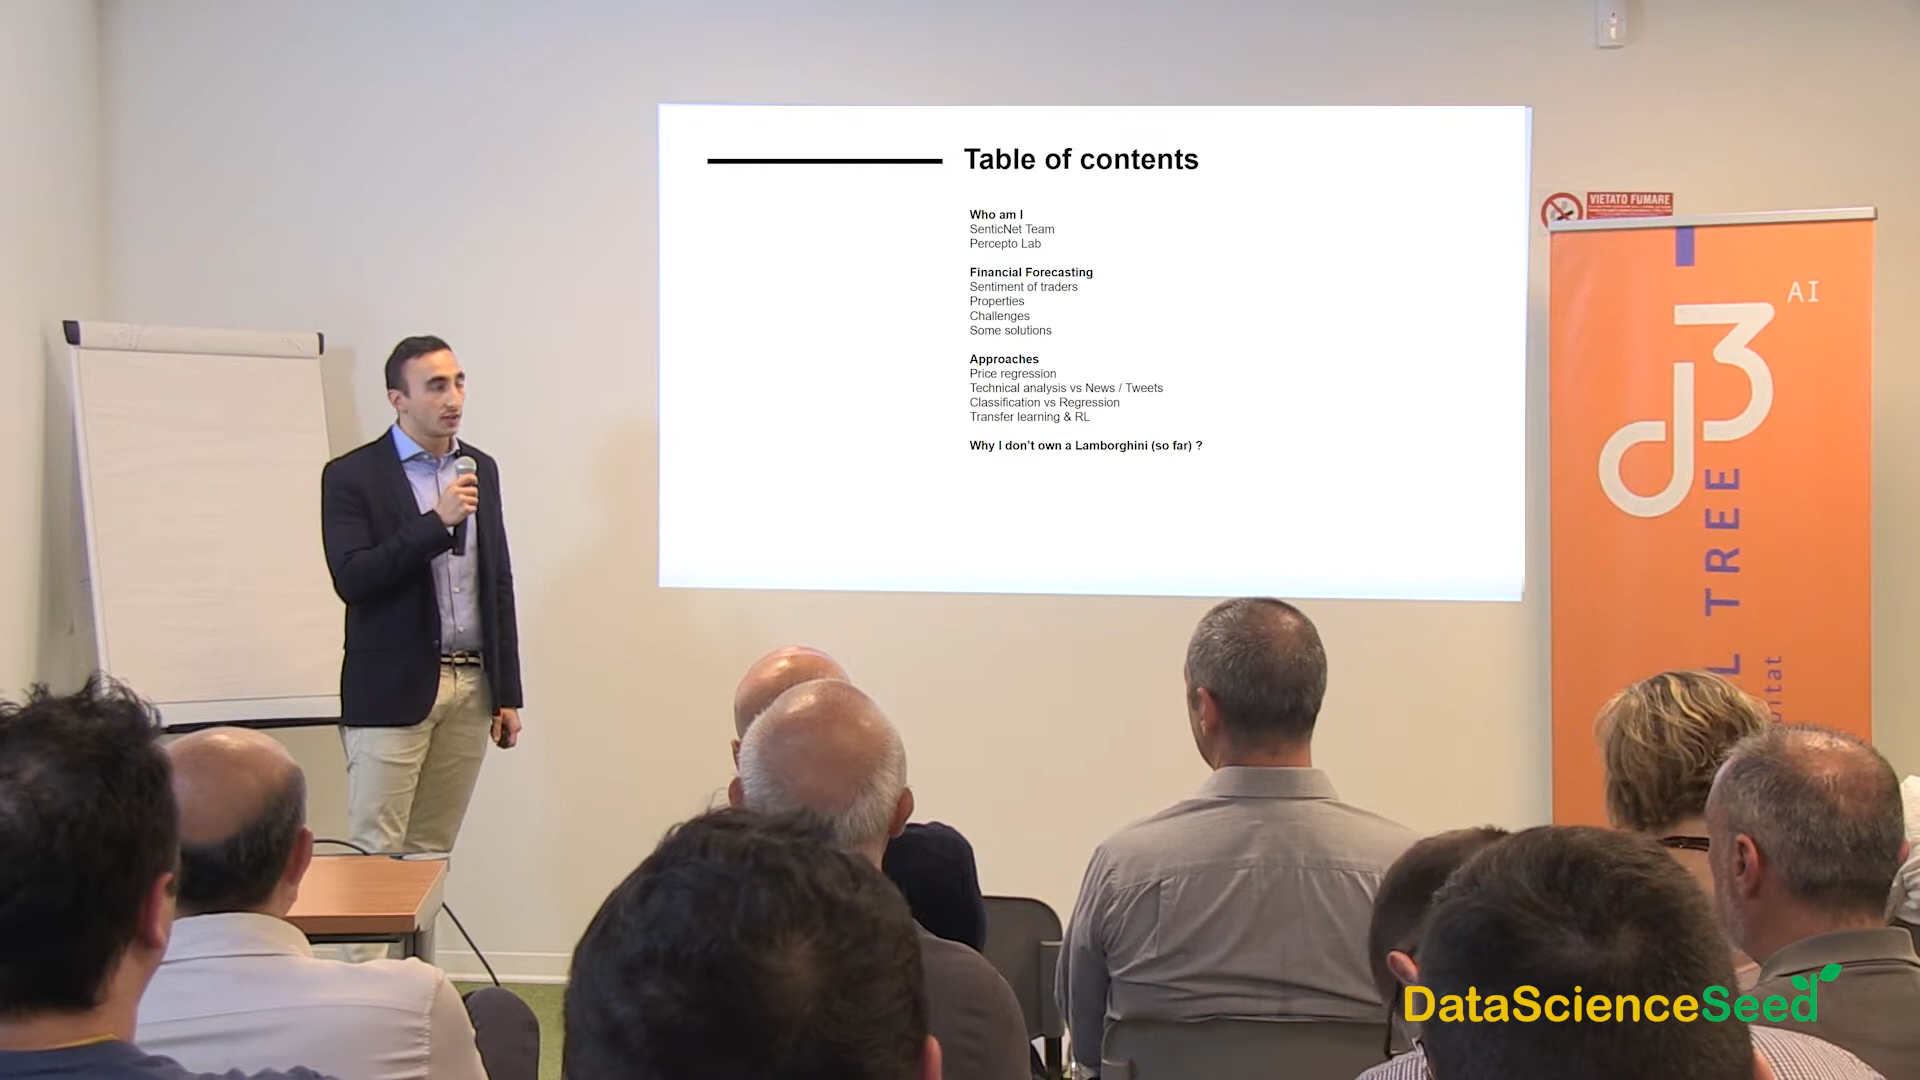 Table of contents
Who am I
SenticNet Team
Percepto Lab
Financial Forecasting
Sentiment of traders
Properties
Challenges
Some solutions
Approaches
Price regression
Technical analysis vs News / Tweets
Classification vs Regression
Transfer learning & RL
Why I don't own a Lamborghini (so far) ?
VIETATO FUMARE
AI
d3
TREE
DataScienceSeed